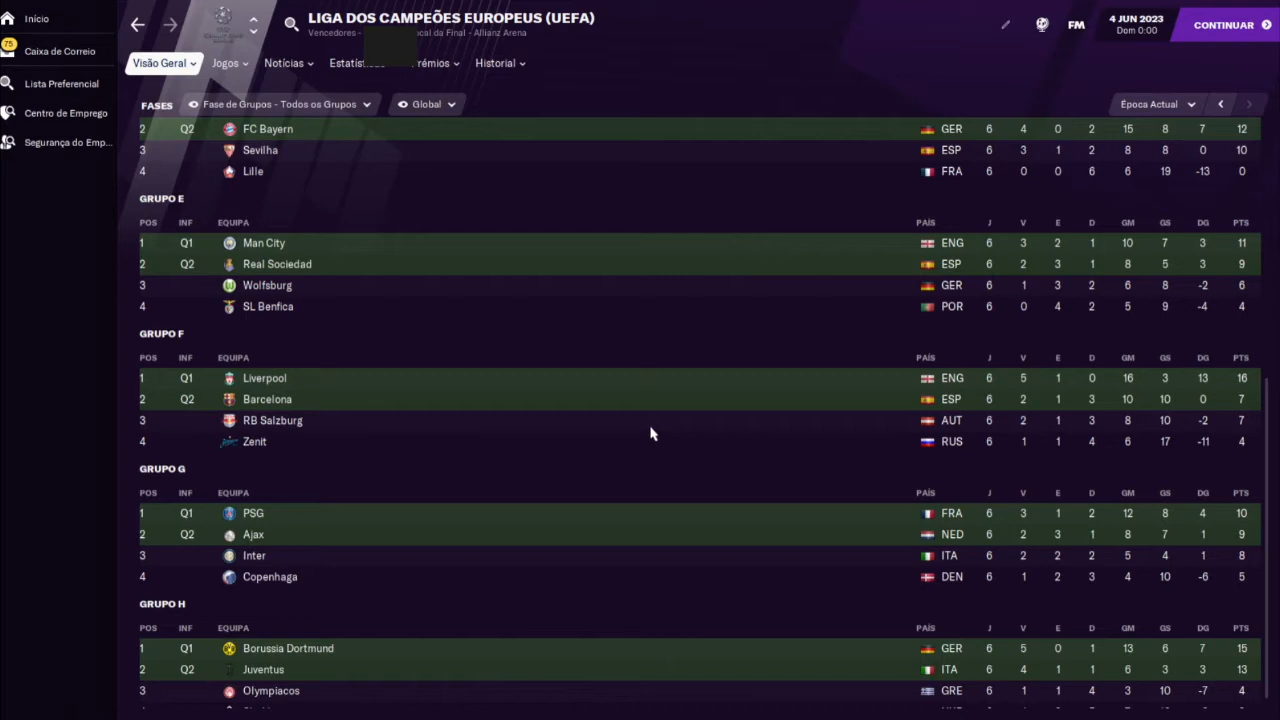 Início
LIGA DOS CAMPEÕES EUROPEUS (UEFA)
Vencedores - ocal da Final - Allianz Arena
FM
4 JUN 2023
Dom 0:00
CONTINUAR
75
Caixa de Correio
Visão Geral
Jogos
Notícias
Estatís
rémios
Historial
Lista Preferencial
Centro de Emprego
Segurança do Emp...
FASES Fase de Grupos - Todos os Grupos Global Época Actual
2 Q2 FC Bayern GER 6 4 0 2 15 8 7 12
3 Sevilha ESP 6 3 1 2 8 8 0 10
4 Lille FRA 6 0 0 6 6 19 -13 0
GRUPO E
POS INF EQUIPA PAÍS J V E D GM GS DG PTS
1 Q1 Man City ENG 6 3 2 1 10 7 3 11
2 Q2 Real Sociedad ESP 6 2 3 1 8 5 3 9
3 Wolfsburg GER 6 1 3 2 6 8 -2 6
4 SL Benfica POR 6 0 4 2 5 9 -4 4
GRUPO F
POS INF EQUIPA PAÍS J V E D GM GS DG PTS
1 Q1 Liverpool ENG 6 5 1 0 16 3 13 16
2 Q2 Barcelona ESP 6 2 1 3 10 10 0 7
3 RB Salzburg AUT 6 2 1 3 8 10 -2 7
4 Zenit RUS 6 1 1 4 6 17 -11 4
GRUPO G
POS INF EQUIPA PAÍS J V E D GM GS DG PTS
1 Q1 PSG FRA 6 3 1 2 12 8 4 10
2 Q2 Ajax NED 6 2 3 1 8 7 1 9
3 Inter ITA 6 2 2 2 5 4 1 8
4 Copenhaga DEN 6 1 2 3 4 10 -6 5
GRUPO H
POS INF EQUIPA PAÍS J V E D GM GS DG PTS
1 Q1 Borussia Dortmund GER 6 5 0 1 13 6 7 15
2 Q2 Juventus ITA 6 4 1 1 6 3 3 13
3 Olympíacos GRE 6 1 1 4 3 10 -7 4